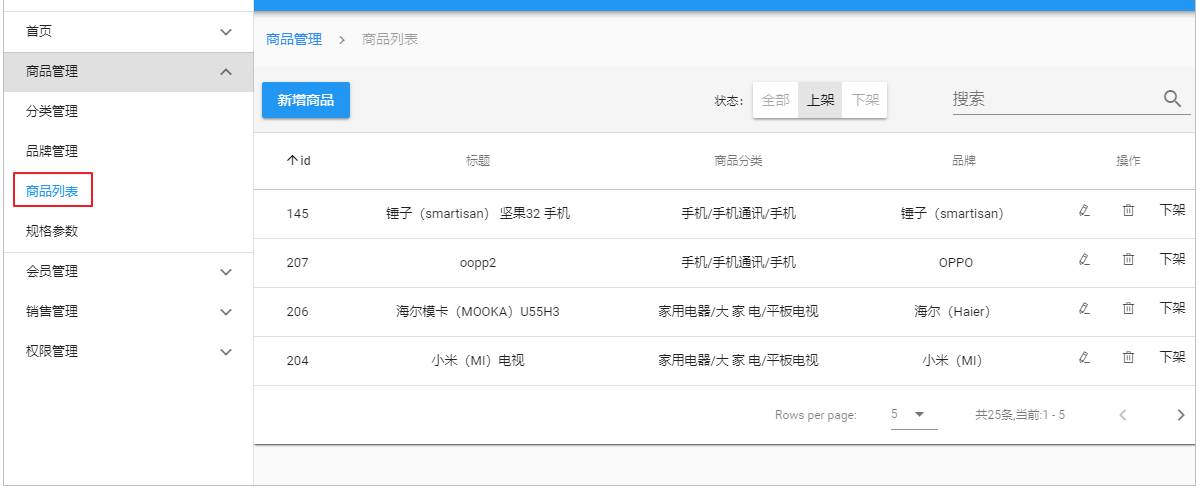 首页
商品管理
分类管理
品牌管理
商品列表
规格参数
会员管理
销售管理
权限管理
商品管理 > 商品列表
新增商品 状态: 全部 上架 下架 搜索
id 标题 商品分类 品牌 操作
145 锤子（smartisan） 坚果32 手机 手机/手机通讯/手机 锤子（smartisan） 下架
207 oopp2 手机/手机通讯/手机 OPPO 下架
206 海尔模卡（MOOKA）U55H3 家用电器/大 家 电/平板电视 海尔（Haier） 下架
204 小米（MI）电视 家用电器/大 家 电/平板电视 小米（MI） 下架
Rows per page: 5 共25条,当前:1 - 5